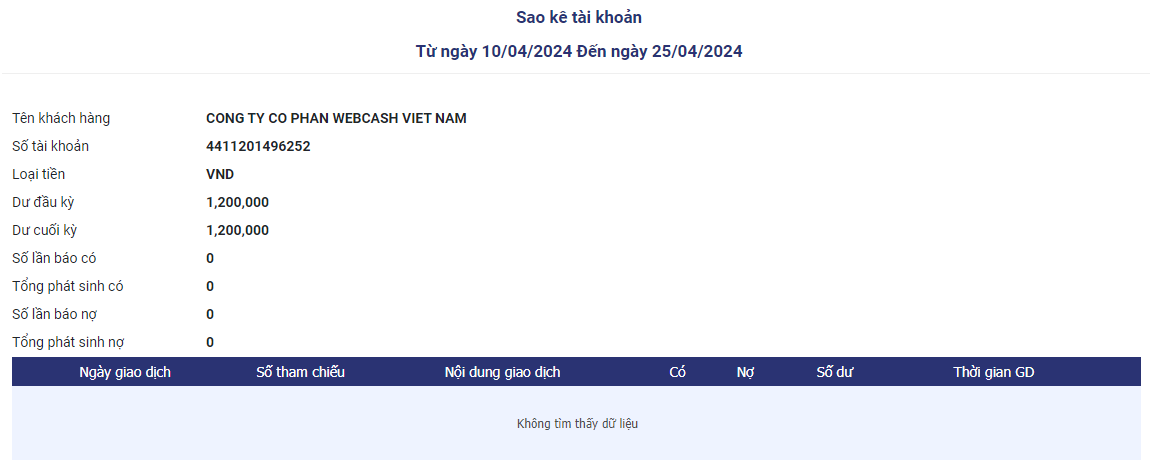 Sao kê tài khoản
Từ ngày 10/04/2024 Đến ngày 25/04/2024
Tên khách hàng CONG TY CO PHAN WEBCASH VIET NAM
Số tài khoản 4411201496252
Loại tiền VND
Dư đầu kỳ 1,200,000
Dư cuối kỳ 1,200,000
Số lần báo có 0
Tổng phát sinh có 0
Số lần báo nợ 0
Tổng phát sinh nợ 0
Ngày giao dịch Số tham chiếu Nội dung giao dịch Có Nợ Số dư Thời gian GD
Không tìm thấy dữ liệu